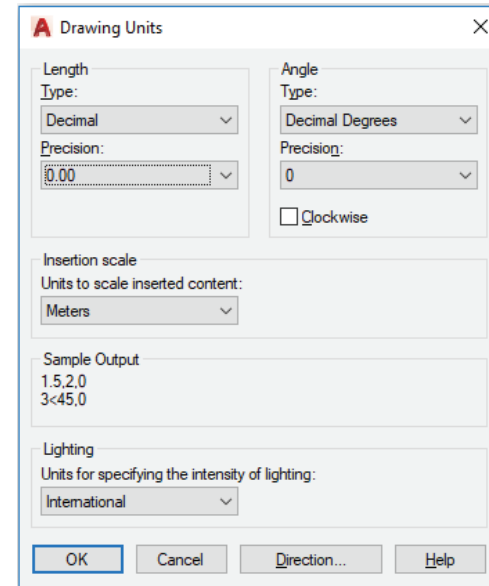 Drawing Units
Length
Type:
Decimal
Precision:
0.00
Angle
Type:
Decimal Degrees
Precision:
0
Clockwise
Insertion scale
Units to scale inserted content:
Meters
Sample Output
1.5,2,0
3<45,0
Lighting
Units for specifying the intensity of lighting:
International
OK Cancel Direction... Help